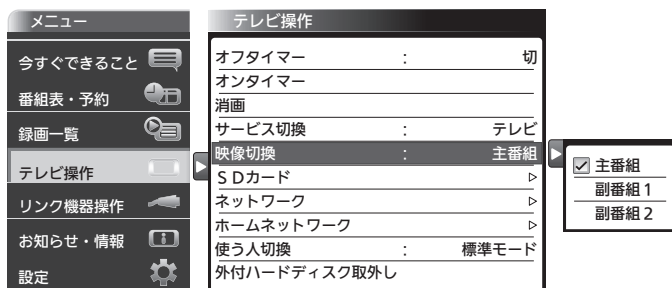 メニュー
今すぐできること
番組表・予約
録画一覧
テレビ操作
リンク機器操作
お知らせ・情報
設定
テレビ操作
オフタイマー : 切
オンタイマー
消画
サービス切換 : テレビ
映像切換 : 主番組
SDカード
ネットワーク
ホームネットワーク
使う人切換 : 標準モード
外付ハードディスク取外し
主番組
副番組1
副番組2